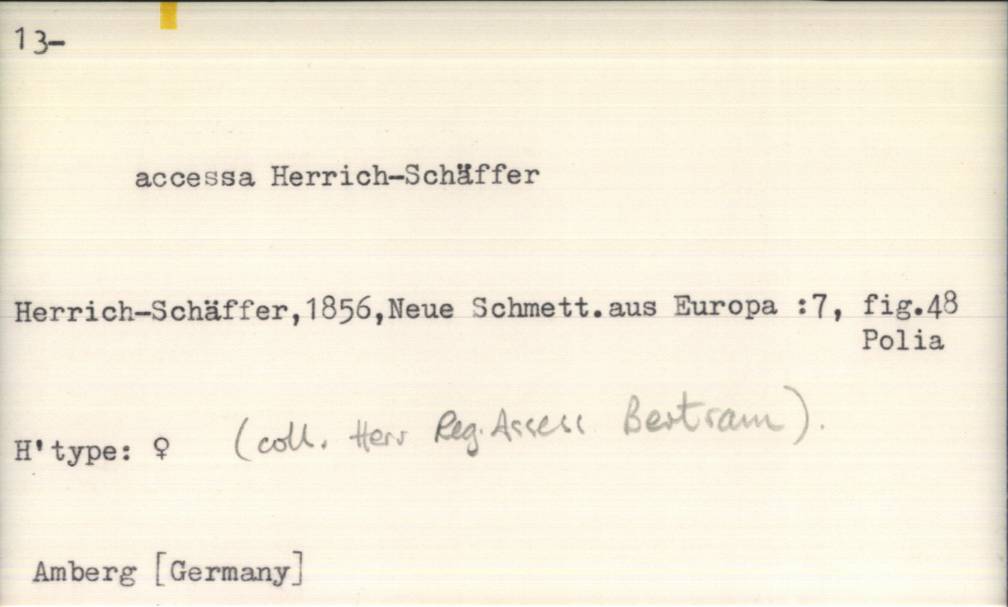 13-
accessa Herrich-Schäffer
Herrich-Schäffer,1856,Neue Schmett.aus Europa :7, fig.48
Polia
H'type: ♀ (coll. Herr Reg. Assess Bertram).
Amberg [Germany]